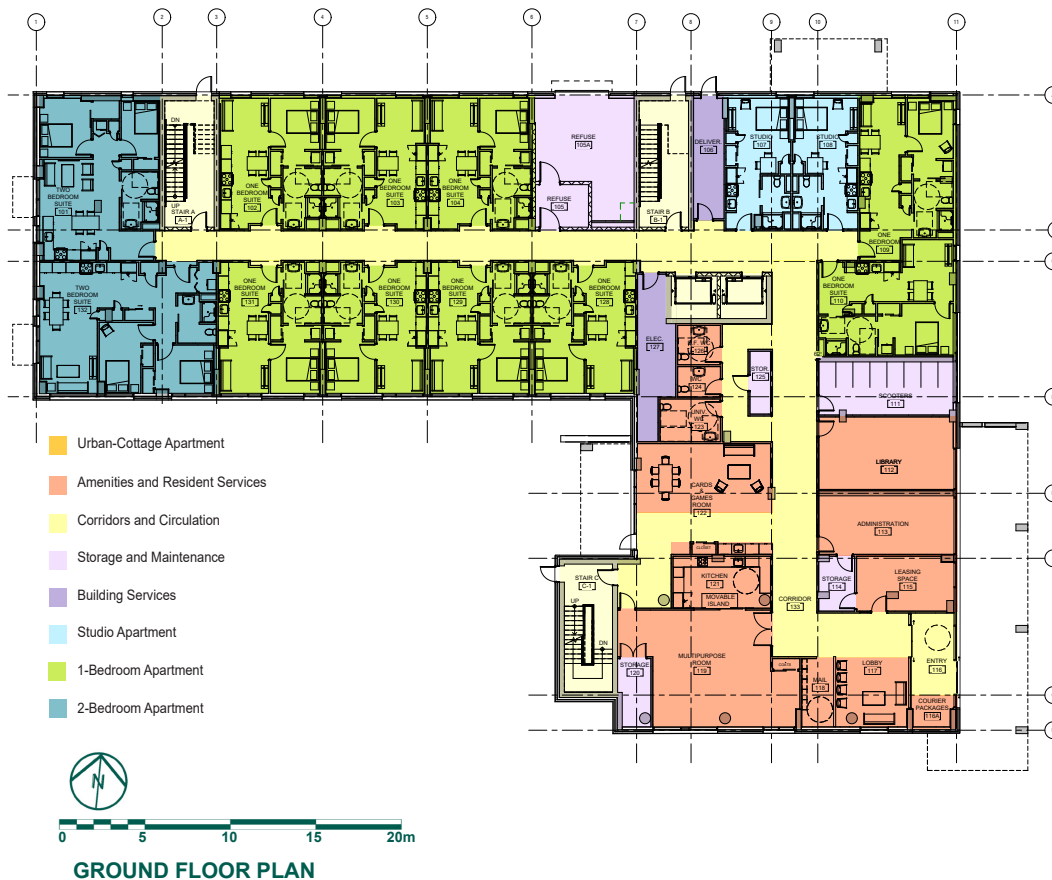 1
2
3
4
5
6
7
8
9
10
11
DN
UP
STAIR A
A-1
TWO
BEDROOM
SUITE
101
ONE
BEDROOM
SUITE
102
ONE
BEDROOM
SUITE
103
ONE
BEDROOM
SUITE
104
REFUSE
105A
REFUSE
105
STAIR B
B-1
DELIVER.
106
STUDIO
107
STUDIO
108
ONE
BEDROOM
109
ONE
BEDROOM
SUITE
110
TWO
BEDROOM
SUITE
132
ONE
BEDROOM
SUITE
131
ONE
BEDROOM
SUITE
130
ONE
BEDROOM
SUITE
129
ONE
BEDROOM
SUITE
128
ELEC.
127
WC
124
UNIV.
WC
123
STOR.
125
SCOOTERS
111
LIBRARY
112
ADMINISTRATION
113
STORAGE
114
LEASING
SPACE
115
CARDS
&
GAMES
ROOM
122
CLOSET
KITCHEN
121
MOVABLE
ISLAND
STAIR C
C-1
UP
DN
CORRIDOR
133
STORAGE
120
MULTIPURPOSE
ROOM
119
COATS
MAIL
118
LOBBY
117
ENTRY
116
COURIER
PACKAGES
116A
Urban-Cottage Apartment
Amenities and Resident Services
Corridors and Circulation
Storage and Maintenance
Building Services
Studio Apartment
1-Bedroom Apartment
2-Bedroom Apartment
N
0 5 10 15 20m
GROUND FLOOR PLAN